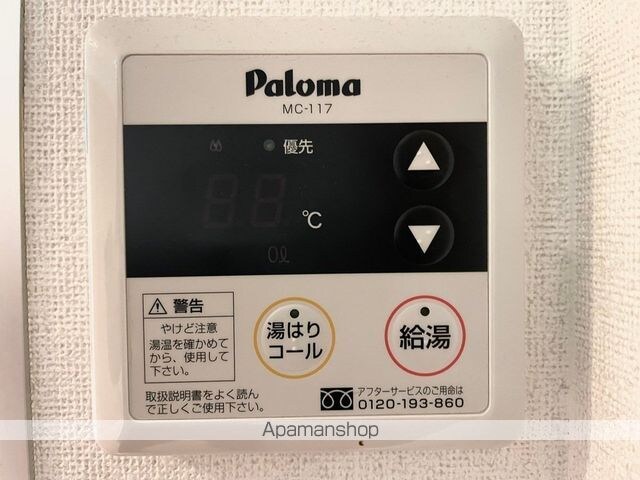 Paloma
MC-117
優先
88
℃
0ℓ
警告
やけど注意
湯温を確かめて
から、使用して
下さい。
取扱説明書をよく読ん
で正しくご使用下さい。
湯はり
コール
給湯
アフターサービスのご用命は
0120-193-860
Apamanshop